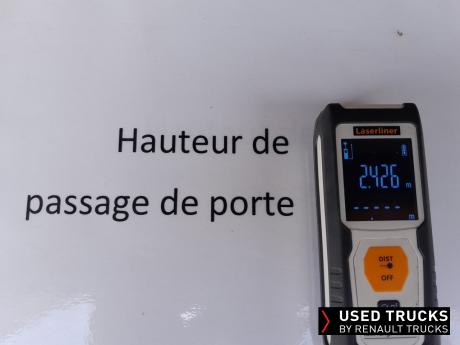 Hauteur de
passage de porte
Laserliner
2.426 m
m
DIST
OFF
USED TRUCKS
BY RENAULT TRUCKS